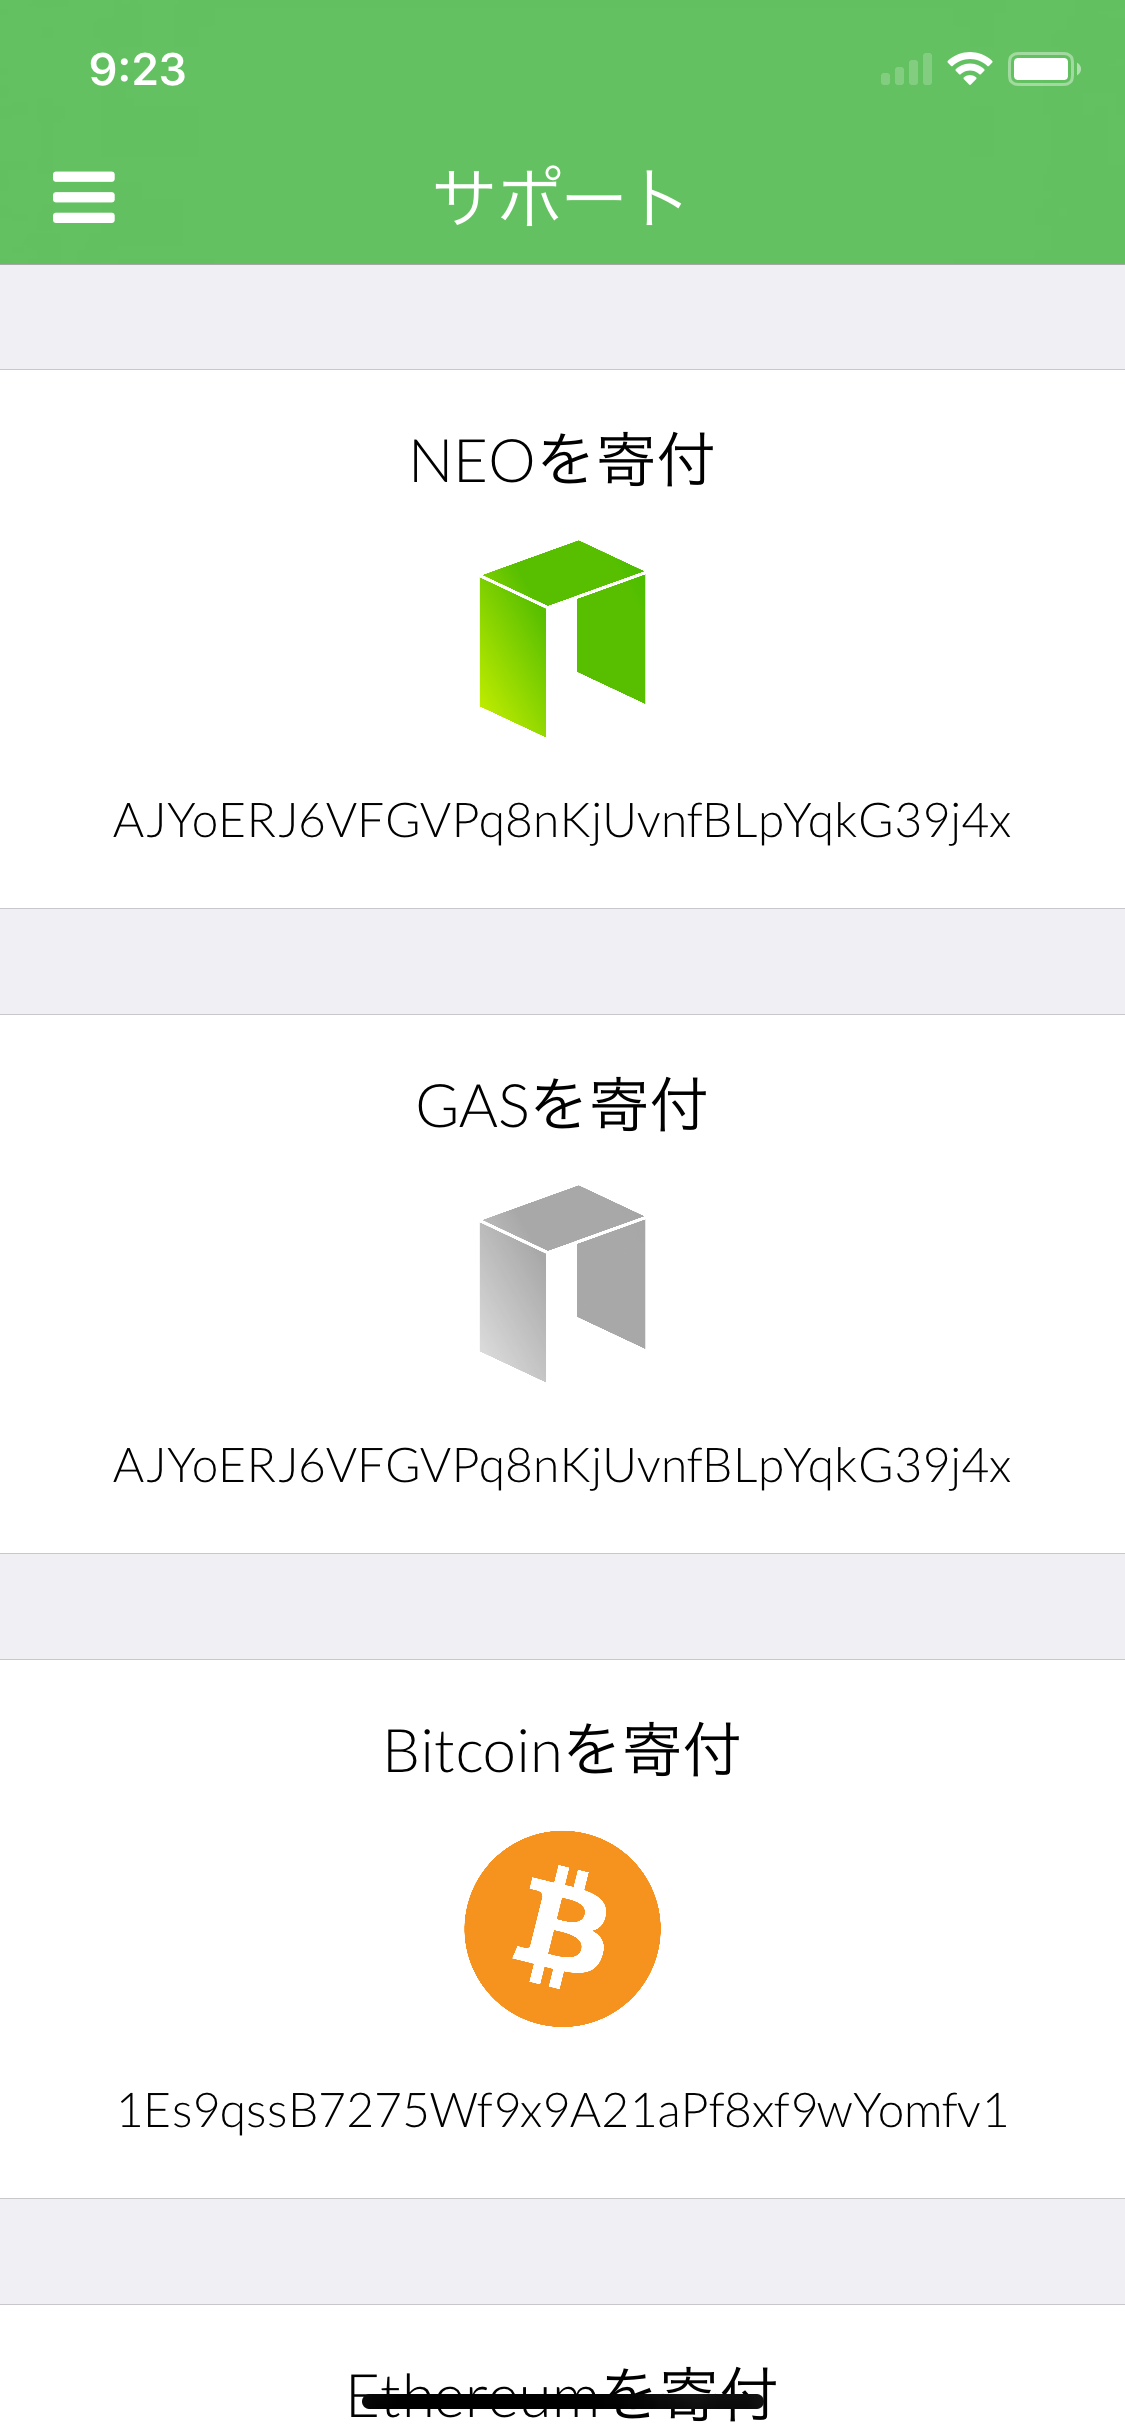 9:23
サポート
NEOを寄付
AJYoERJ6VFGVPq8nKjUvnfBLpYqkG39j4x
GASを寄付
AJYoERJ6VFGVPq8nKjUvnfBLpYqkG39j4x
Bitcoinを寄付
1Es9qssB7275Wf9x9A21aPf8xf9wYomfv1
Ethereumを寄付